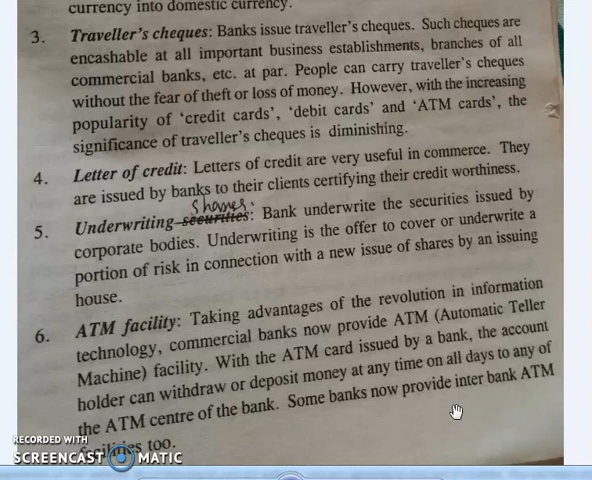 currency into domestic currency.
3. Traveller's cheques: Banks issue traveller's cheques. Such cheques are
encashable at all important business establishments, branches of all
commercial banks, etc. at par. People can carry traveller's cheques
without the fear of theft or loss of money. However, with the increasing
popularity of 'credit cards', 'debit cards' and 'ATM cards', the
significance of traveller's cheques is diminishing.
4. Letter of credit: Letters of credit are very useful in commerce. They
are issued by banks to their clients certifying their credit worthiness.
Shares.
5. Underwriting securities: Bank underwrite the securities issued by
corporate bodies. Underwriting is the offer to cover or underwrite a
portion of risk in connection with a new issue of shares by an issuing
house.
6. ATM facility: Taking advantages of the revolution in information
technology, commercial banks now provide ATM (Automatic Teller
Machine) facility. With the ATM card issued by a bank, the account
holder can withdraw or deposit money at any time on all days to any of
the ATM centre of the bank. Some banks now provide inter bank ATM
facilities too.
RECORDED WITH
SCREENCAST MATIC